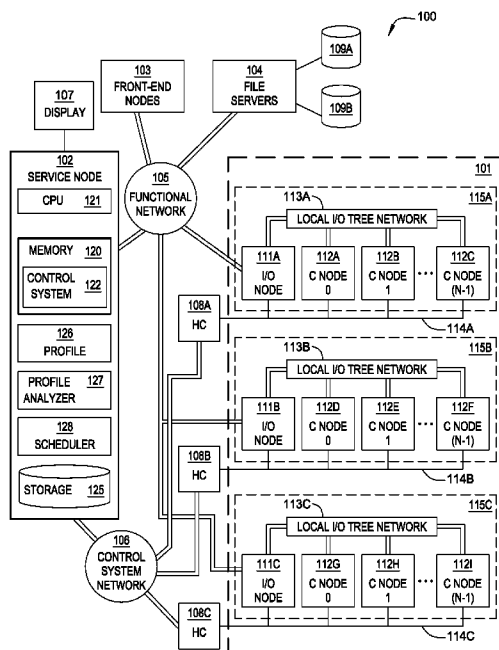 100
103
FRONT-END
NODES
104
FILE
SERVERS
109A
109B
107
DISPLAY
102
SERVICE NODE
CPU 121
MEMORY 120
CONTROL
SYSTEM 122
126
PROFILE
PROFILE
ANALYZER 127
128
SCHEDULER
STORAGE 125
105
FUNCTIONAL
NETWORK
106
CONTROL
SYSTEM
NETWORK
108A
HC
108B
HC
108C
HC
101
115A
113A
LOCAL I/O TREE NETWORK
111A
I/O
NODE
112A
C NODE
0
112B
C NODE
1
112C
C NODE
(N-1)
114A
115B
113B
LOCAL I/O TREE NETWORK
111B
I/O
NODE
112D
C NODE
0
112E
C NODE
1
112F
C NODE
(N-1)
114B
115C
113C
LOCAL I/O TREE NETWORK
111C
I/O
NODE
112G
C NODE
0
112H
C NODE
1
112I
C NODE
(N-1)
114C